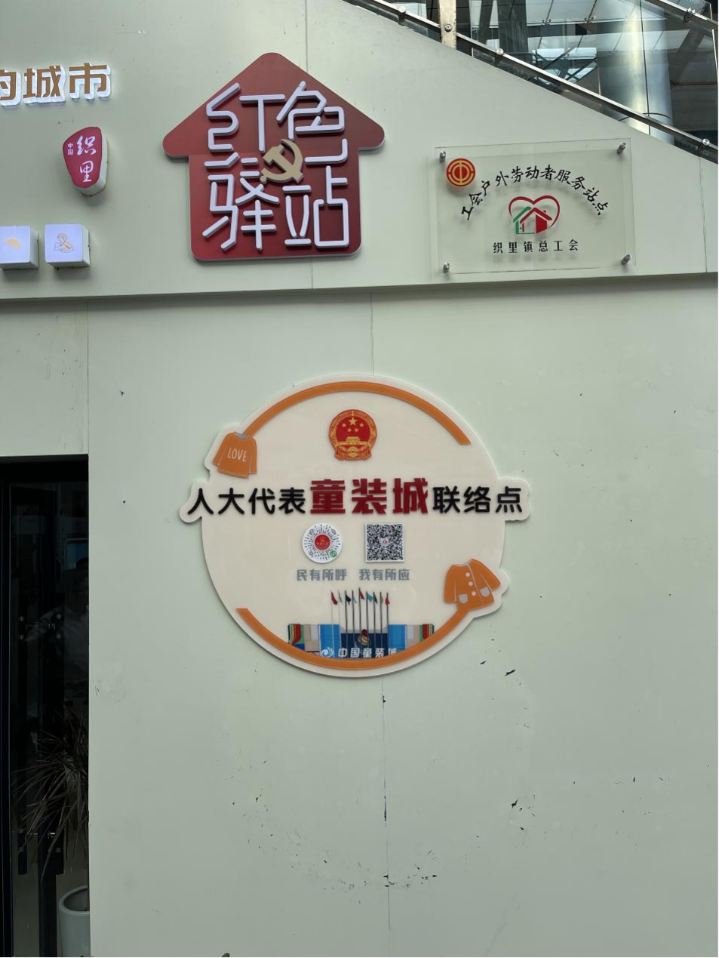 的城市
中国
织里
红色
驿站
工会户外劳动者服务站点
织里镇总工会
LOVE
人大代表童装城联络点
民有所呼 我有所应
中国童装城